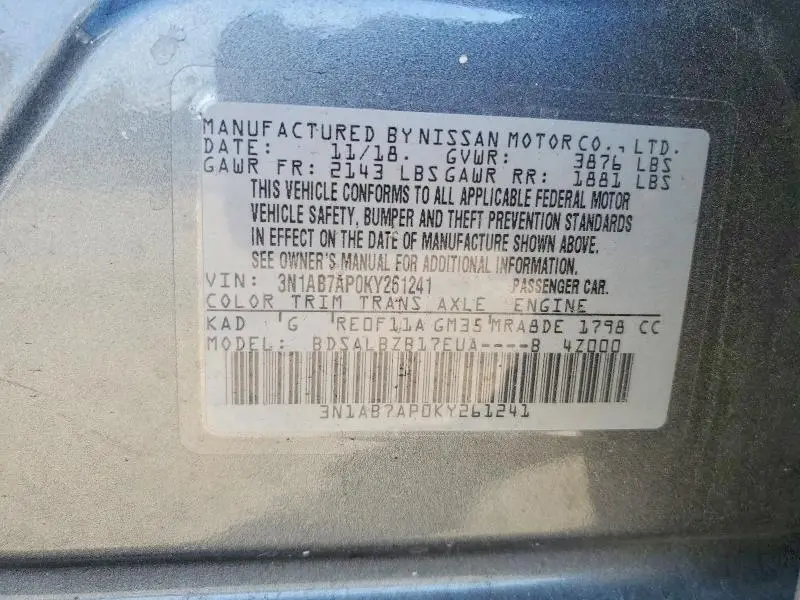 MANUFACTURED BY NISSAN MOTOR CO., LTD.
DATE: 11/18. GVWR: 3876 LBS
GAWR FR: 2143 LBS GAWR RR: 1881 LBS
THIS VEHICLE CONFORMS TO ALL APPLICABLE FEDERAL MOTOR
VEHICLE SAFETY, BUMPER AND THEFT PREVENTION STANDARDS
IN EFFECT ON THE DATE OF MANUFACTURE SHOWN ABOVE.
SEE OWNER'S MANUAL FOR ADDITIONAL INFORMATION.
VIN: 3N1AB7AP0KY261241 PASSENGER CAR.
COLOR TRIM TRANS AXLE ENGINE
KAD G RE0F11A GM35 MRA8DE 1798 CC
MODEL: BDSALBZB17EUA----B 4Z000
3N1AB7AP0KY261241